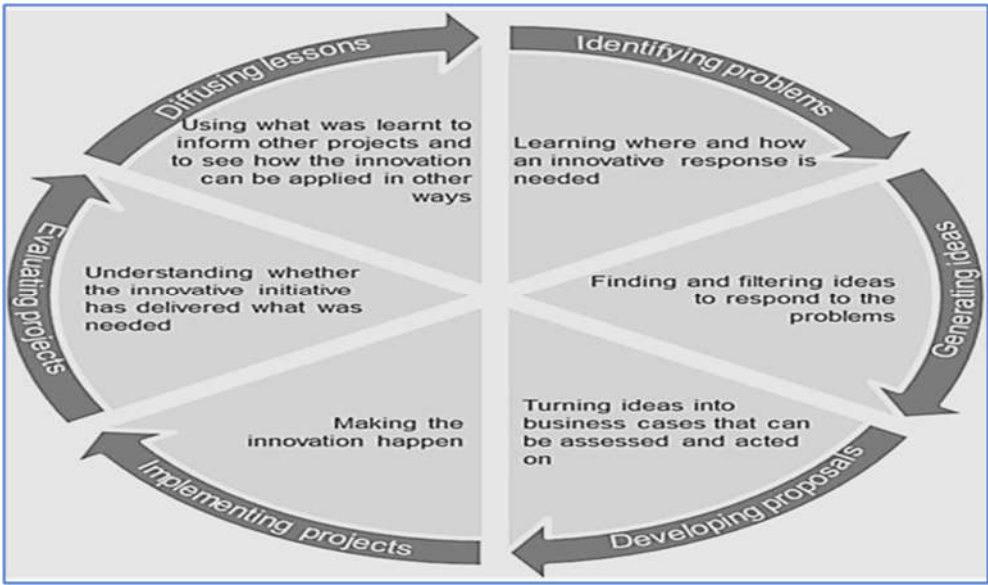 Identifying problems
Learning where and how
an innovative response is
needed
Generating ideas
Finding and filtering ideas
to respond to the
problems
Developing proposals
Turning ideas into
business cases that can
be assessed and acted
on
Implementing projects
Making the
innovation happen
Evaluating projects
Understanding whether
the innovative initiative
has delivered what was
needed
Diffusing lessons
Using what was learnt to
inform other projects and
to see how the innovation
can be applied in other
ways